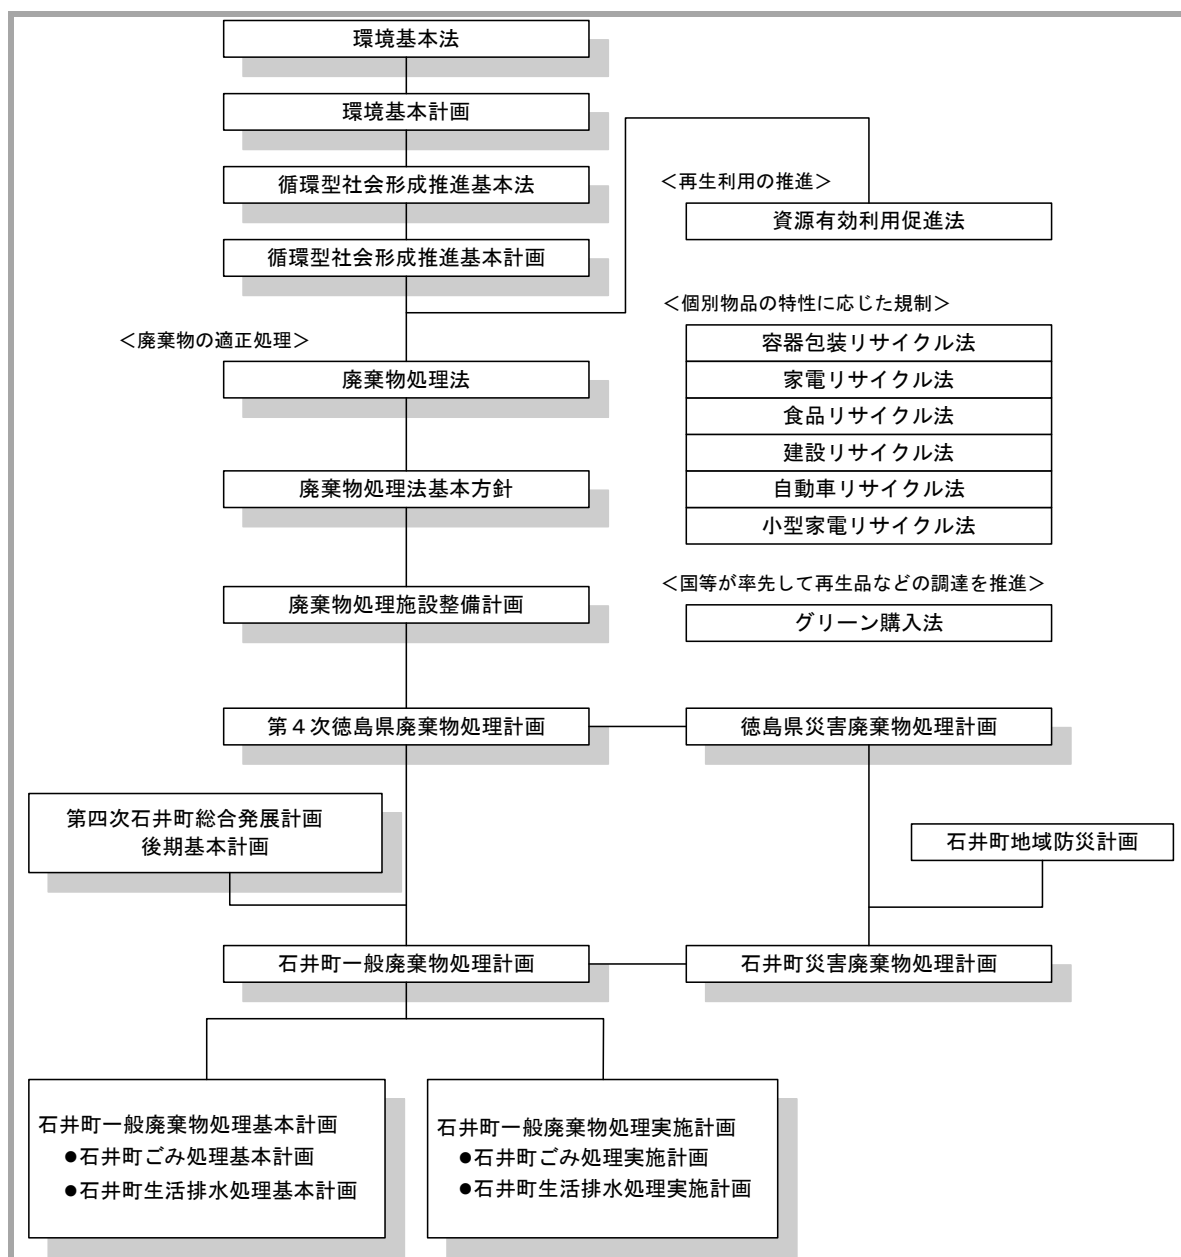 環境基本法
環境基本計画
循環型社会形成推進基本法
循環型社会形成推進基本計画
＜再生利用の推進＞
資源有効利用促進法
＜個別物品の特性に応じた規制＞
容器包装リサイクル法
家電リサイクル法
食品リサイクル法
建設リサイクル法
自動車リサイクル法
小型家電リサイクル法
＜国等が率先して再生品などの調達を推進＞
グリーン購入法
＜廃棄物の適正処理＞
廃棄物処理法
廃棄物処理法基本方針
廃棄物処理施設整備計画
第４次徳島県廃棄物処理計画
徳島県災害廃棄物処理計画
第四次石井町総合発展計画
後期基本計画
石井町地域防災計画
石井町一般廃棄物処理計画
石井町災害廃棄物処理計画
石井町一般廃棄物処理基本計画
●石井町ごみ処理基本計画
●石井町生活排水処理基本計画
石井町一般廃棄物処理実施計画
●石井町ごみ処理実施計画
●石井町生活排水処理実施計画